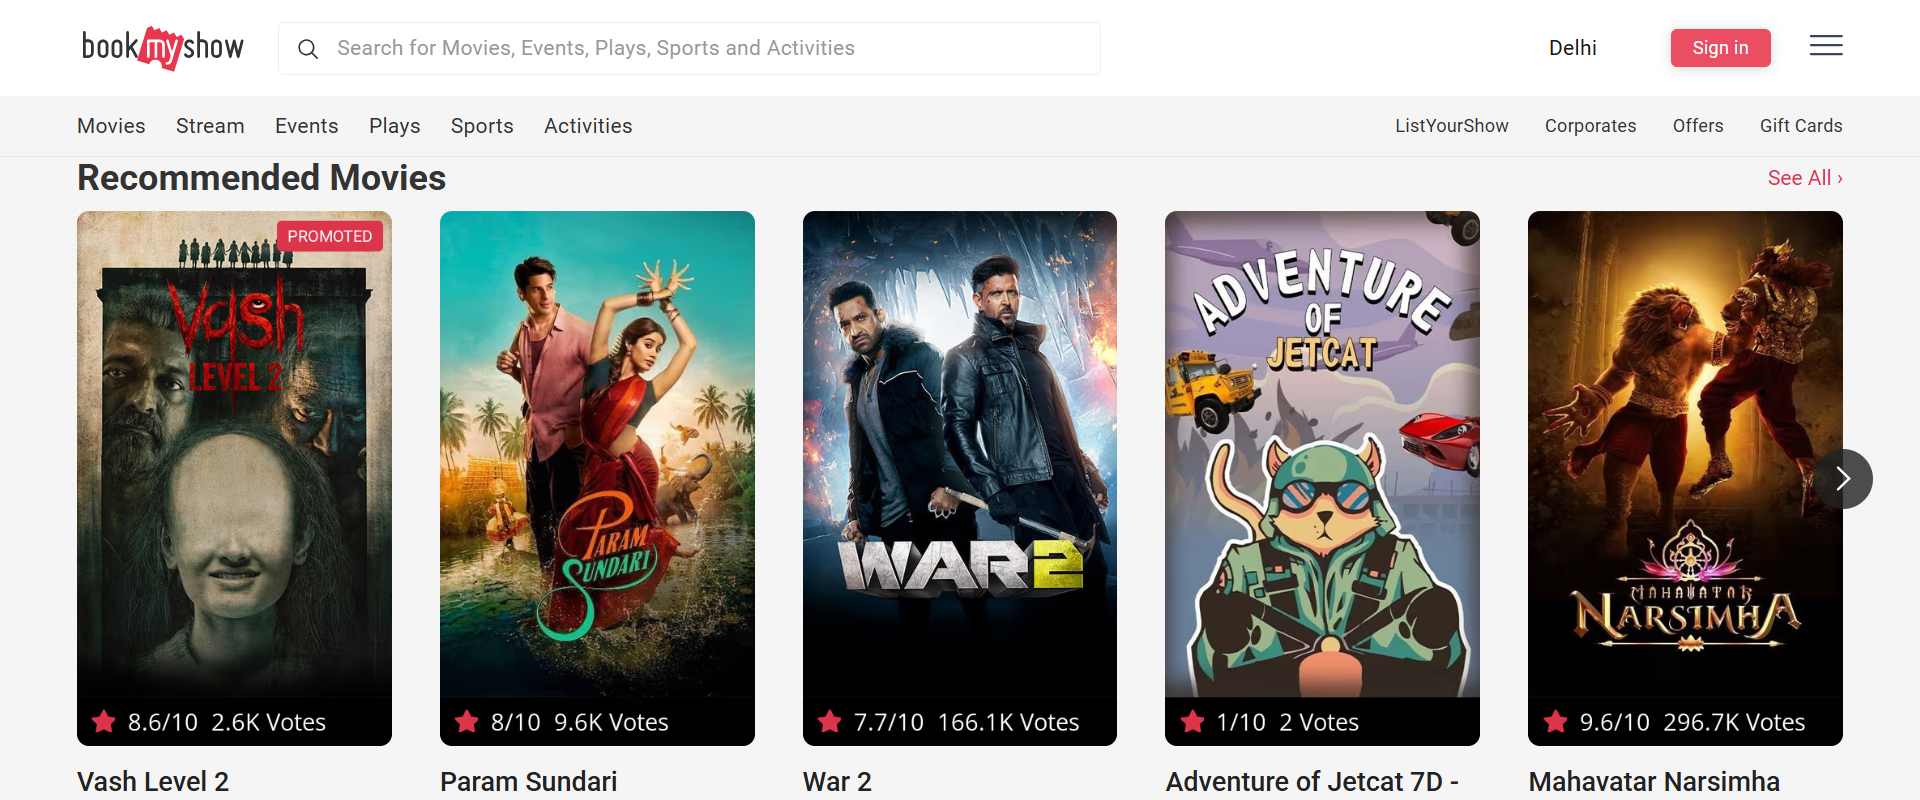 bookmyshow
Search for Movies, Events, Plays, Sports and Activities
Delhi
Sign in
Movies Stream Events Plays Sports Activities
ListYourShow Corporates Offers Gift Cards
Recommended Movies
See All ›
PROMOTED
Vash
LEVEL 2
8.6/10 2.6K Votes
Vash Level 2
PARAM
SUNDARI
8/10 9.6K Votes
Param Sundari
WAR2
7.7/10 166.1K Votes
War 2
ADVENTURE
OF
JETCAT
1/10 2 Votes
Adventure of Jetcat 7D -
MAHAVATAR
NARSIMHA
9.6/10 296.7K Votes
Mahavatar Narsimha